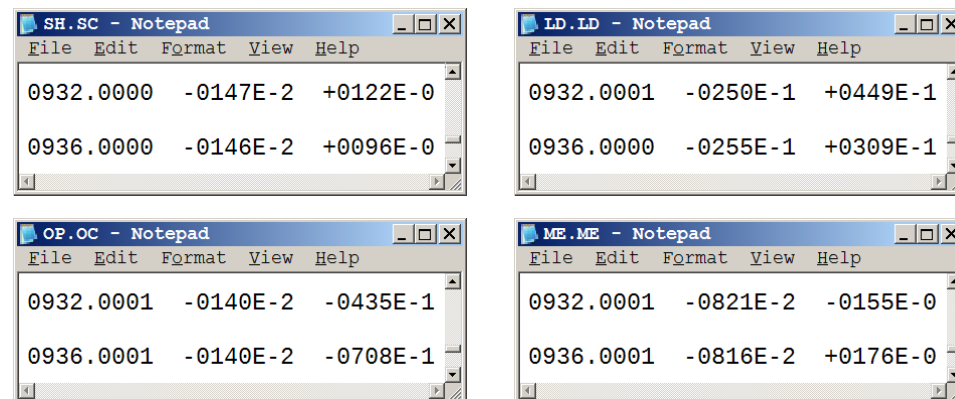 SH.SC - Notepad
File Edit Format View Help
0932.0000 -0147E-2 +0122E-0
0936.0000 -0146E-2 +0096E-0
LD.LD - Notepad
File Edit Format View Help
0932.0001 -0250E-1 +0449E-1
0936.0000 -0255E-1 +0309E-1
OP.OC - Notepad
File Edit Format View Help
0932.0001 -0140E-2 -0435E-1
0936.0001 -0140E-2 -0708E-1
ME.ME - Notepad
File Edit Format View Help
0932.0001 -0821E-2 -0155E-0
0936.0001 -0816E-2 +0176E-0